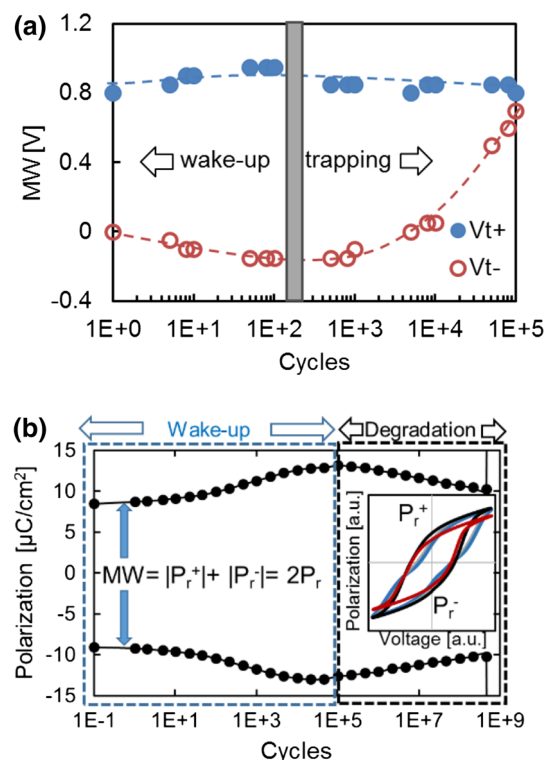 (a)
MW [V]
1.2
0.8
0.4
0
-0.4
wake-up
trapping
Vt+
Vt-
1E+0 1E+1 1E+2 1E+3 1E+4 1E+5
Cycles
(b)
Wake-up
Degradation
Polarization [µC/cm²]
15
10
5
0
-5
-10
-15
MW = |Pr⁺|+ |Pr⁻|= 2Pr
Polarization [a.u.]
Pr⁺
Pr⁻
Voltage [a.u.]
1E-1 1E+1 1E+3 1E+5 1E+7 1E+9
Cycles